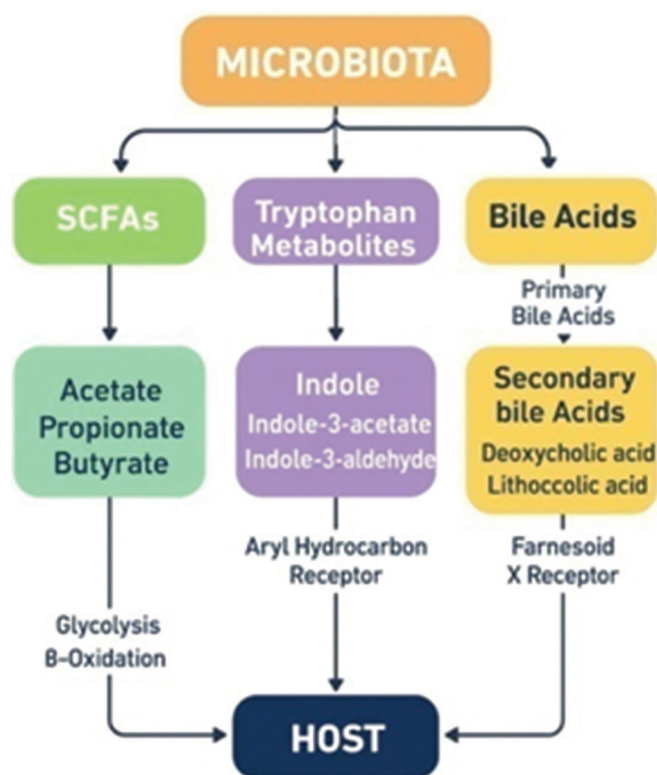 MICROBIOTA
SCFAs
Tryptophan
Metabolites
Bile Acids
Primary
Bile Acids
Acetate
Propionate
Butyrate
Indole
Indole-3-acetate
Indole-3-aldehyde
Secondary
bile Acids
Deoxycholic acid
Lithoccolic acid
Aryl Hydrocarbon
Receptor
Farnesoid
X Receptor
Glycolysis
B-Oxidation
HOST